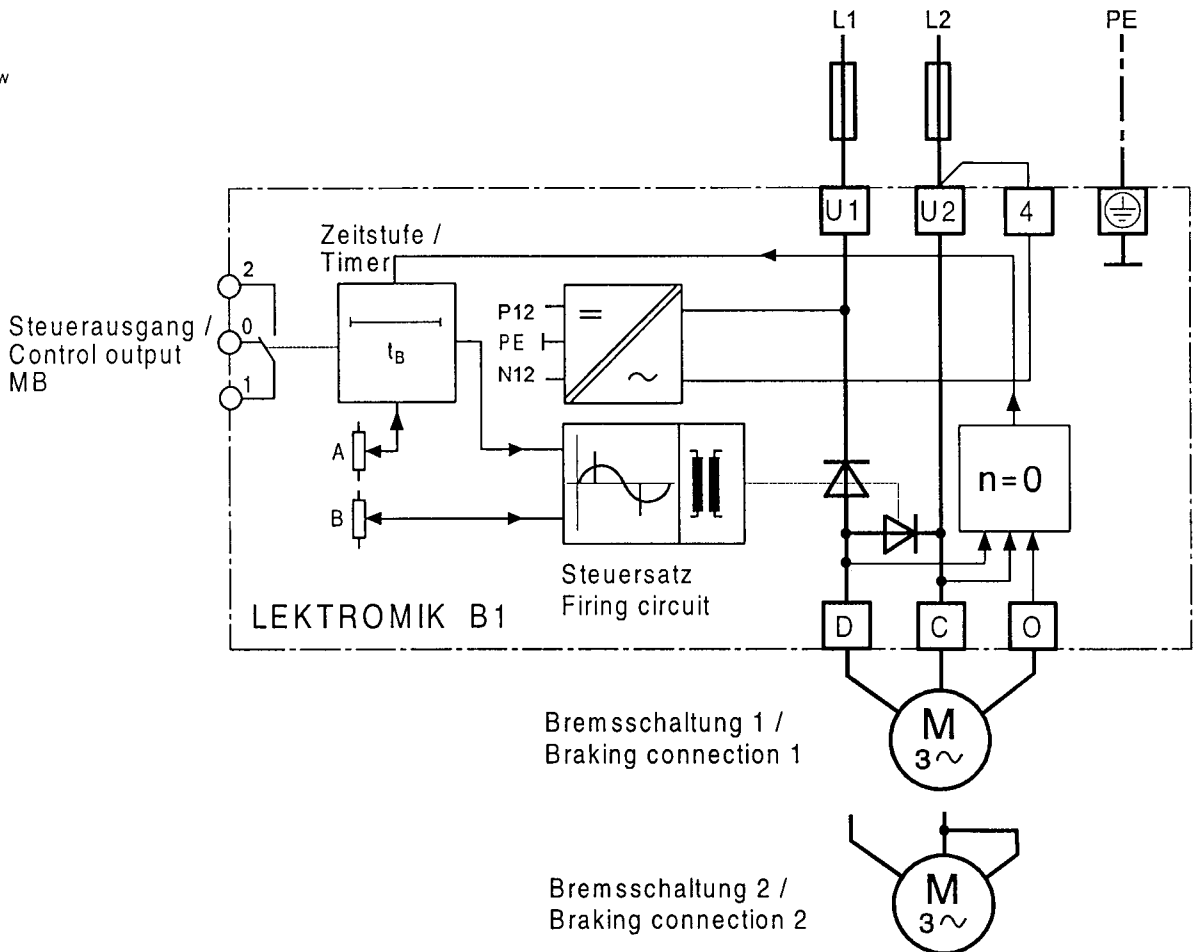 w
L1 L2 PE
U1 U2 4
Zeitstufe /
Timer
2
0
1
Steuerausgang /
Control output
MB
tB
P12
PE
N12
=
~
A
B
n=0
Steuersatz
Firing circuit
LEKTROMIK B1
D C O
Bremsschaltung 1 /
Braking connection 1
M
3~
Bremsschaltung 2 /
Braking connection 2
M
3~